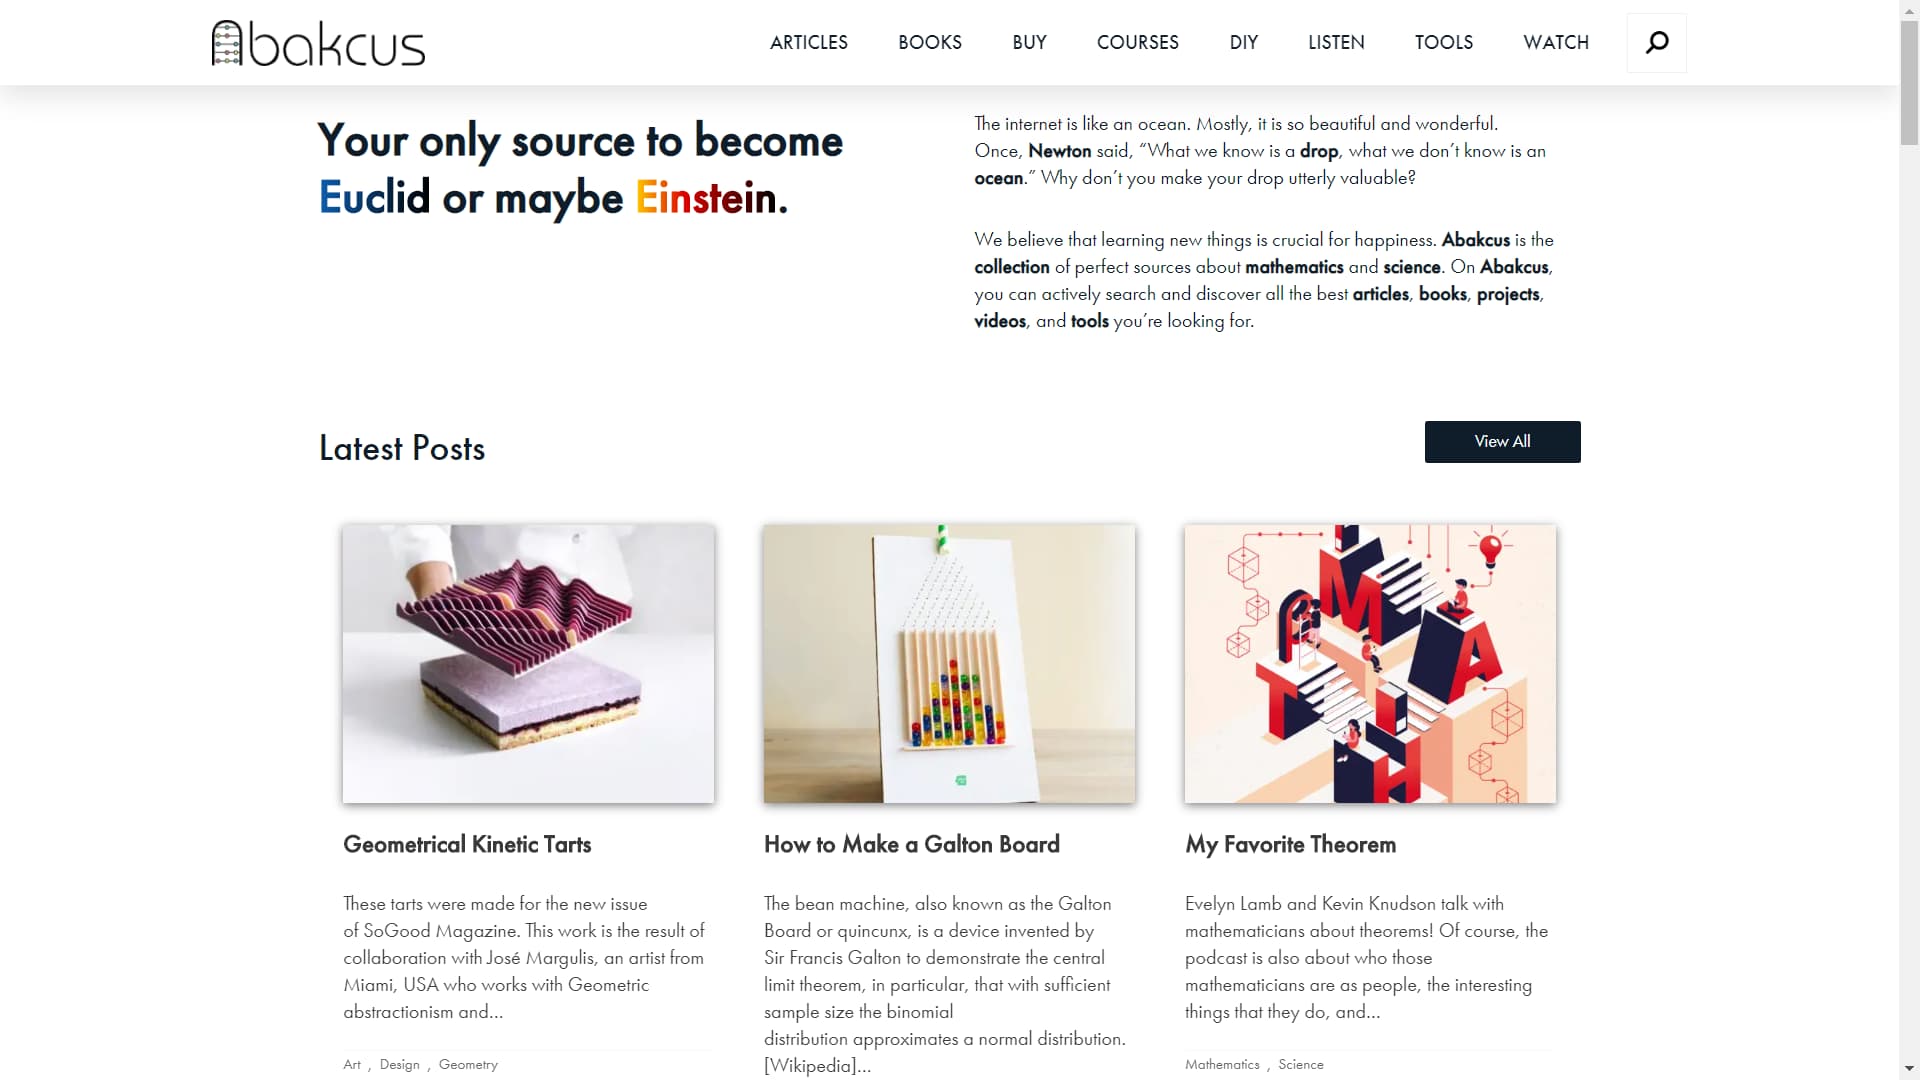 Abakcus
ARTICLES BOOKS BUY COURSES DIY LISTEN TOOLS WATCH
Your only source to become
Euclid or maybe Einstein.
The internet is like an ocean. Mostly, it is so beautiful and wonderful.
Once, Newton said, “What we know is a drop, what we don’t know is an
ocean.” Why don’t you make your drop utterly valuable?
We believe that learning new things is crucial for happiness. Abakcus is the
collection of perfect sources about mathematics and science. On Abakcus,
you can actively search and discover all the best articles, books, projects,
videos, and tools you’re looking for.
Latest Posts
View All
Geometrical Kinetic Tarts
These tarts were made for the new issue
of SoGood Magazine. This work is the result of
collaboration with José Margulis, an artist from
Miami, USA who works with Geometric
abstractionism and...
Art , Design , Geometry
How to Make a Galton Board
The bean machine, also known as the Galton
Board or quincunx, is a device invented by
Sir Francis Galton to demonstrate the central
limit theorem, in particular, that with sufficient
sample size the binomial
distribution approximates a normal distribution.
[Wikipedia]...
MATH
My Favorite Theorem
Evelyn Lamb and Kevin Knudson talk with
mathematicians about theorems! Of course, the
podcast is also about who those
mathematicians are as people, the interesting
things that they do, and...
Mathematics , Science